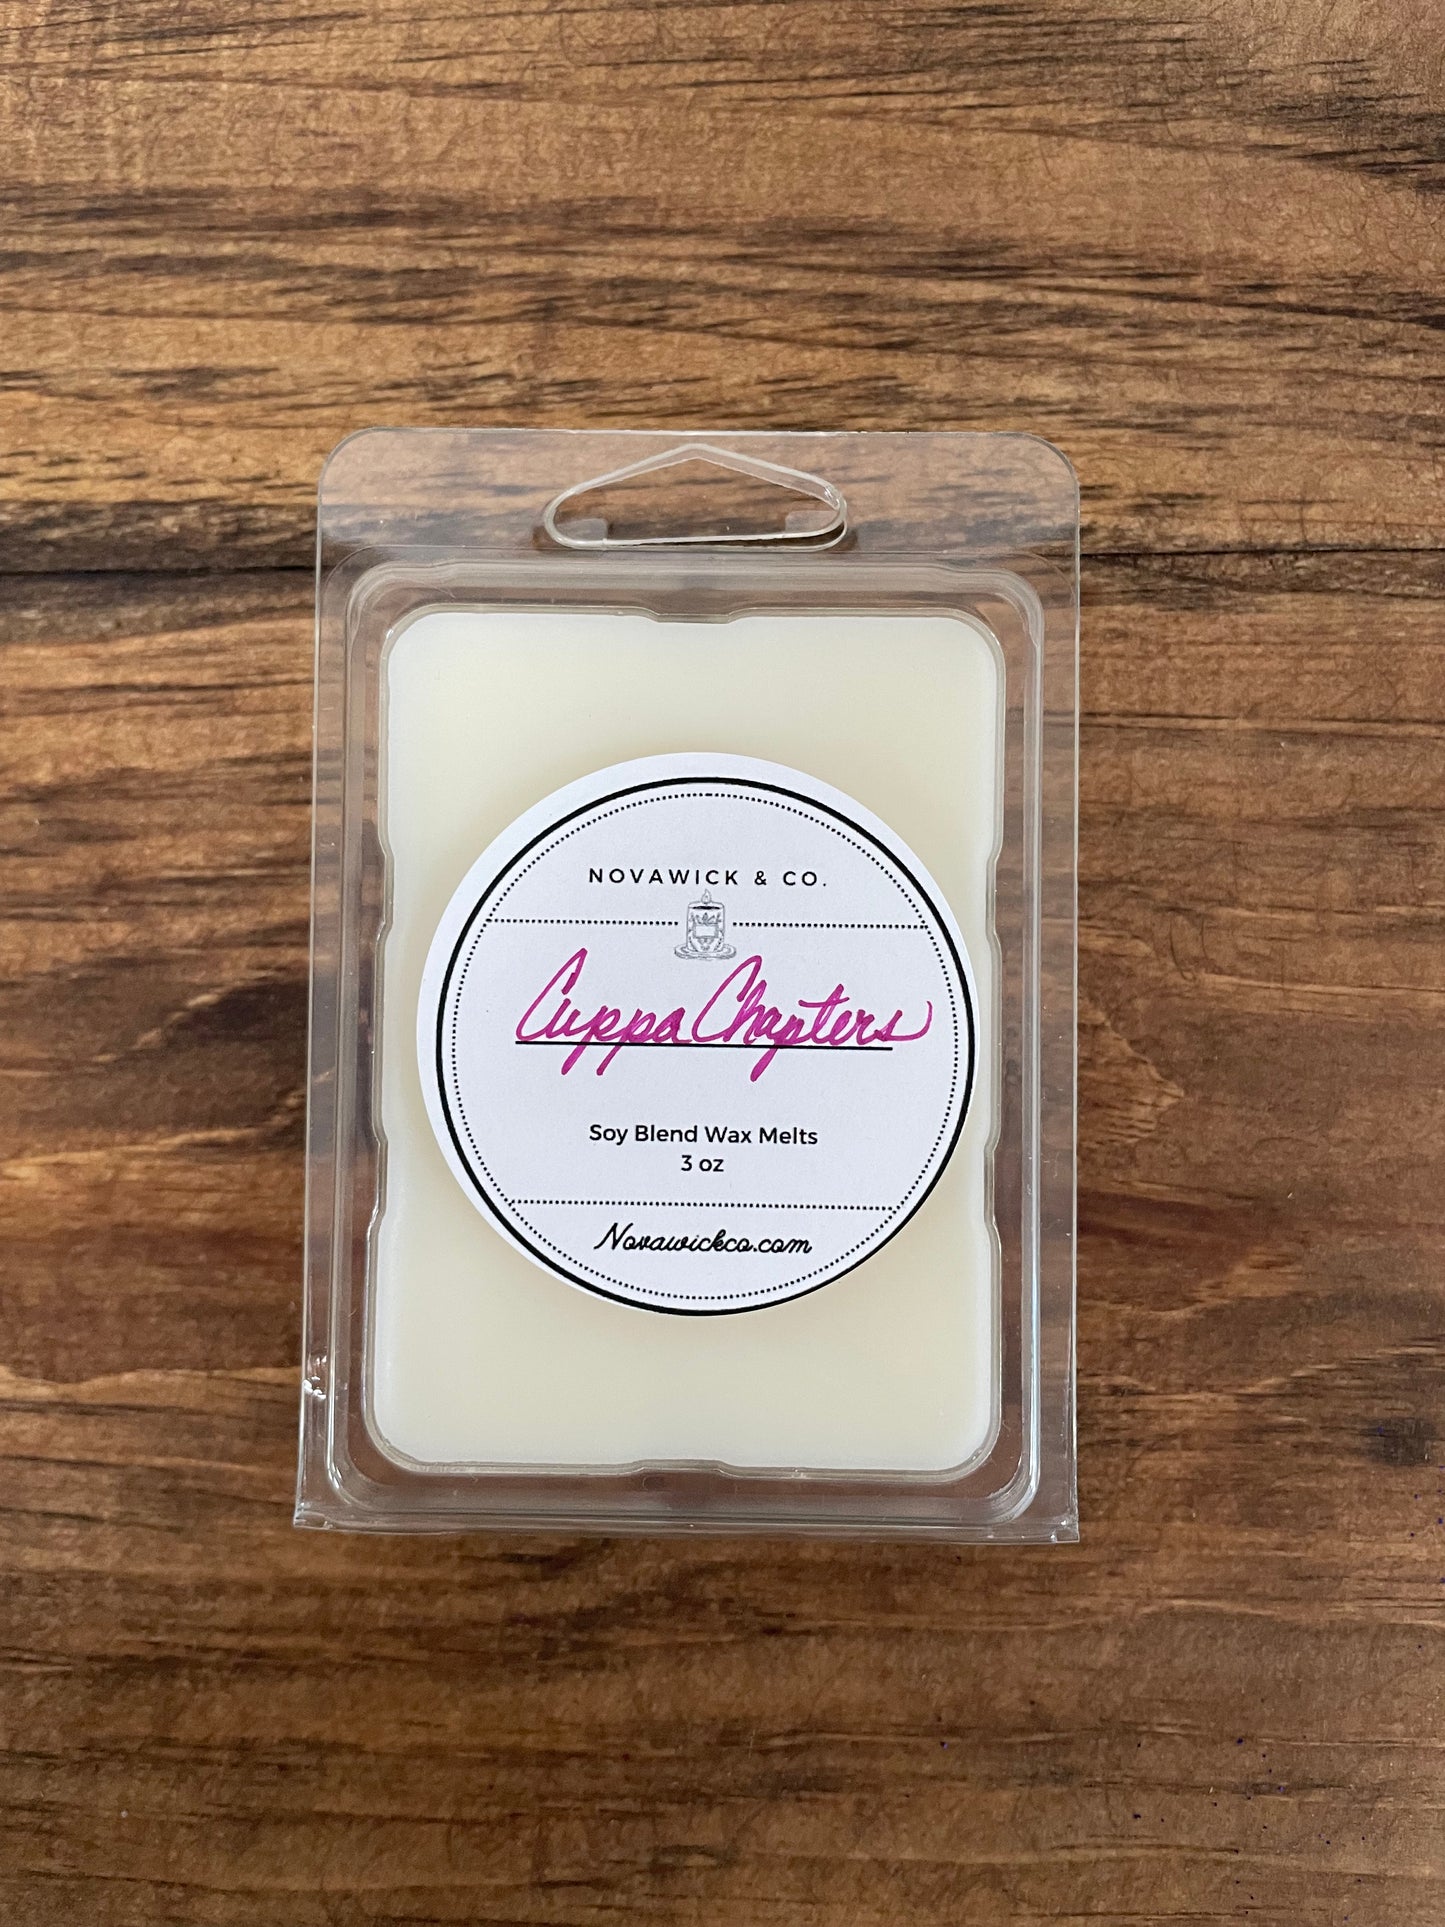 NOVAWICK & CO.
Cuppa Chapters
Soy Blend Wax Melts
3 oz
Novawickco.com